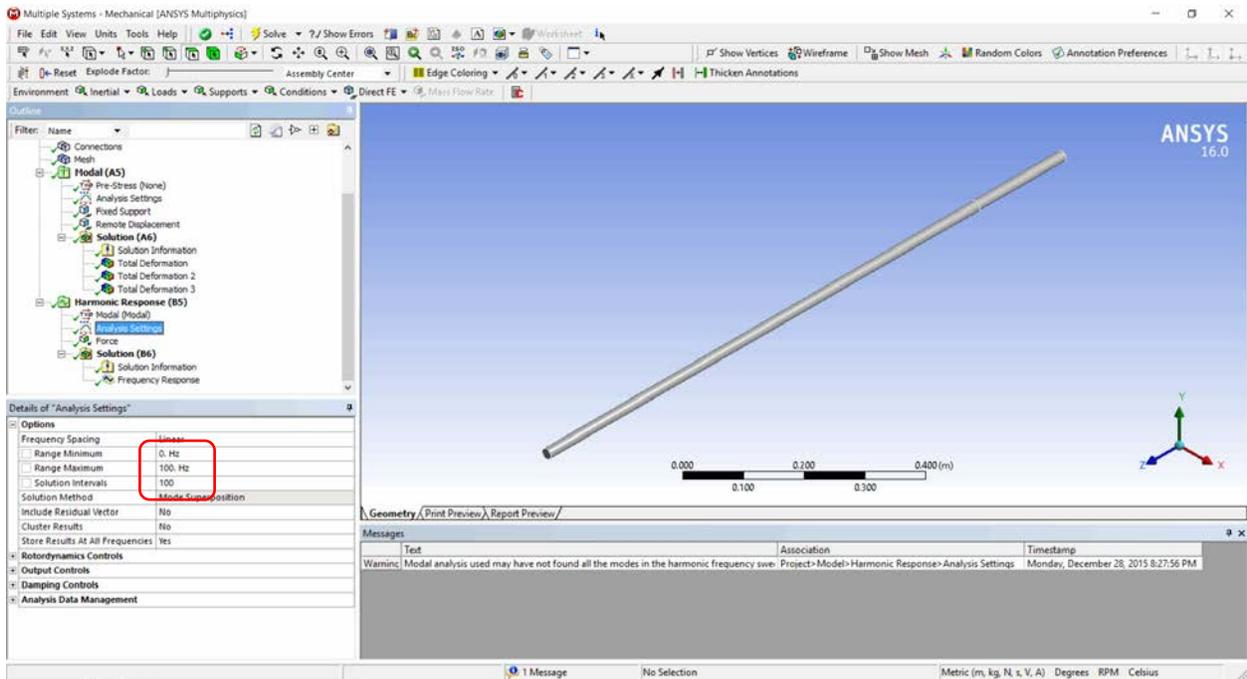 Multiple Systems - Mechanical [ANSYS Multiphysics]
File Edit View Units Tools Help Solve ?/ Show Errors Worksheet
Show Vertices Wireframe Show Mesh Random Colors Annotation Preferences
Reset Explode Factor: Assembly Center Edge Coloring Thicken Annotations
Environment Inertial Loads Supports Conditions Direct FE Mass Flow Rate
Outline
Filter: Name
Connections
Mesh
Modal (A5)
Pre-Stress (None)
Analysis Settings
Fixed Support
Remote Displacement
Solution (A6)
Solution Information
Total Deformation
Total Deformation 2
Total Deformation 3
Harmonic Response (B5)
Modal (Modal)
Analysis Settings
Force
Solution (B6)
Solution Information
Frequency Response
Details of "Analysis Settings"
Options
Frequency Spacing Linear
Range Minimum 0. Hz
Range Maximum 100. Hz
Solution Intervals 100
Solution Method Mode Superposition
Include Residual Vector No
Cluster Results No
Store Results At All Frequencies Yes
Rotordynamics Controls
Output Controls
Damping Controls
Analysis Data Management
ANSYS
16.0
Y
Z X
0.000 0.200 0.400 (m)
0.100 0.300
Geometry Print Preview Report Preview
Messages
Text Association Timestamp
Warning Modal analysis used may have not found all the modes in the harmonic frequency swe Project>Model>Harmonic Response>Analysis Settings Monday, December 28, 2015 8:27:56 PM
1 Message No Selection Metric (m, kg, N, s, V, A) Degrees RPM Celsius